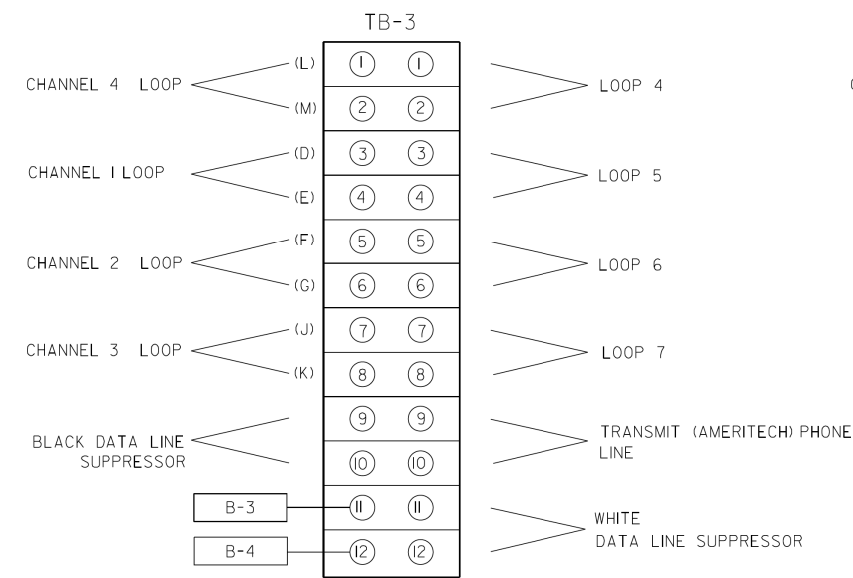 TB-3
CHANNEL 4 LOOP
(L)
1 1
LOOP 4
(M)
2 2
CHANNEL 1 LOOP
(D)
3 3
LOOP 5
(E)
4 4
CHANNEL 2 LOOP
(F)
5 5
LOOP 6
(G)
6 6
CHANNEL 3 LOOP
(J)
7 7
LOOP 7
(K)
8 8
BLACK DATA LINE
SUPPRESSOR
9 9
TRANSMIT (AMERITECH) PHONE
LINE
10 10
B-3
11 11
WHITE
DATA LINE SUPPRESSOR
B-4
12 12